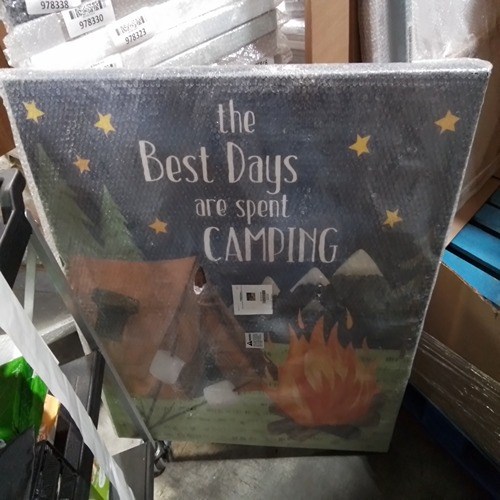 978338
978330
978323
the
Best Days
are spent
CAMPING